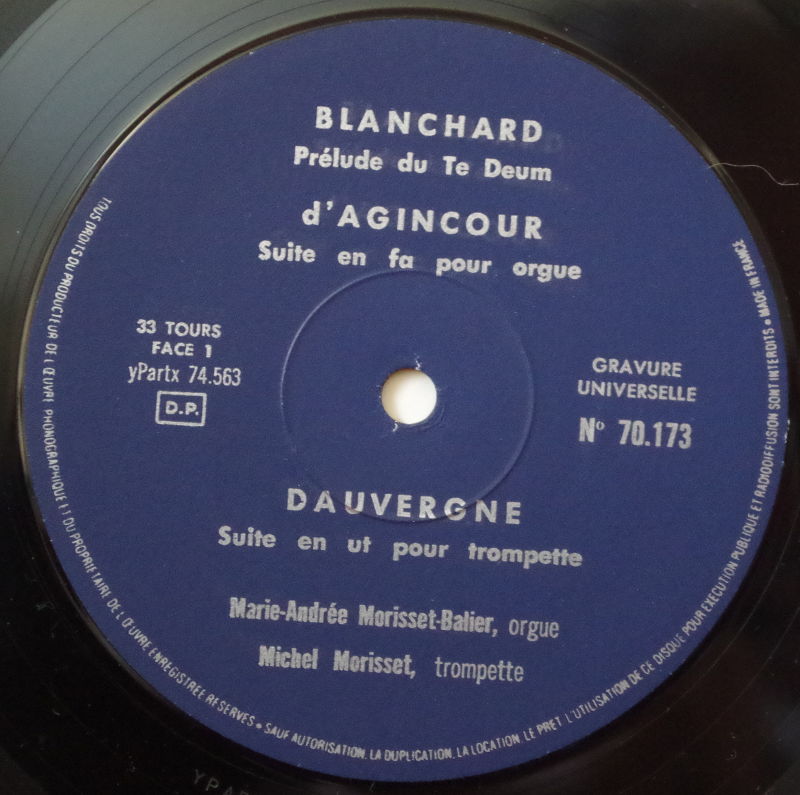 BLANCHARD
Prélude du Te Deum
d'AGINCOUR
Suite en fa pour orgue
33 TOURS
FACE 1
yPartx 74.563
D.P.
GRAVURE
UNIVERSELLE
Nº 70.173
DAUVERGNE
Suite en ut pour trompette
Marie-Andrée Morisset-Balier, orgue
Michel Morisset, trompette
TOUS DROITS DU PRODUCTEUR DE L'ŒUVRE PHONOGRAPHIQUE ET DU PROPRIETAIRE DE L'ŒUVRE ENREGISTREE RESERVES • SAUF AUTORISATION, LA DUPLICATION, LA LOCATION, LE PRET, L'UTILISATION DE CE DISQUE POUR EXECUTION PUBLIQUE ET RADIODIFFUSION SONT INTERDITS • MADE IN FRANCE